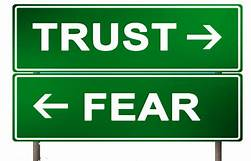 TRUST →
← FEAR